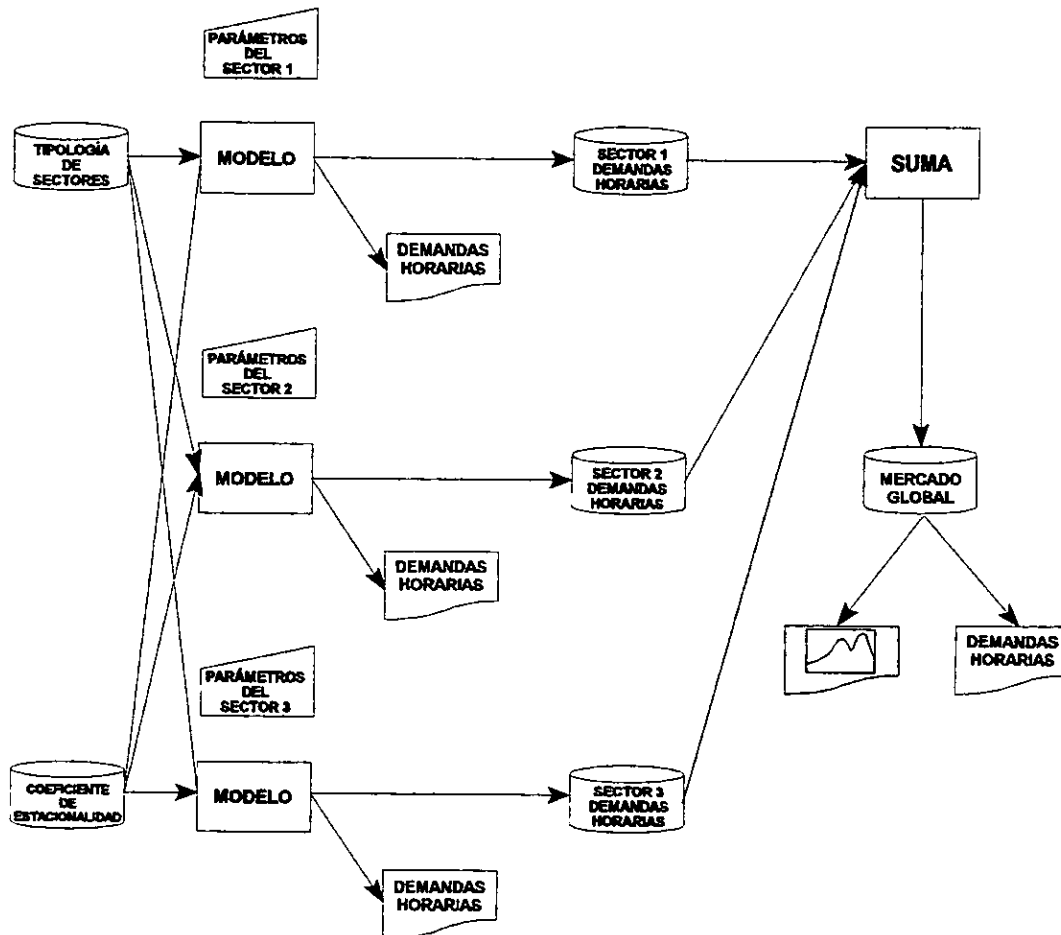 PARÁMETROS
DEL
SECTOR 1
TIPOLOGÍA
DE
SECTORES
MODELO
SECTOR 1
DEMANDAS
HORARIAS
SUMA
DEMANDAS
HORARIAS
PARÁMETROS
DEL
SECTOR 2
MODELO
SECTOR 2
DEMANDAS
HORARIAS
MERCADO
GLOBAL
DEMANDAS
HORARIAS
DEMANDAS
HORARIAS
PARÁMETROS
DEL
SECTOR 3
COEFICIENTE
DE
ESTACIONALIDAD
MODELO
SECTOR 3
DEMANDAS
HORARIAS
DEMANDAS
HORARIAS